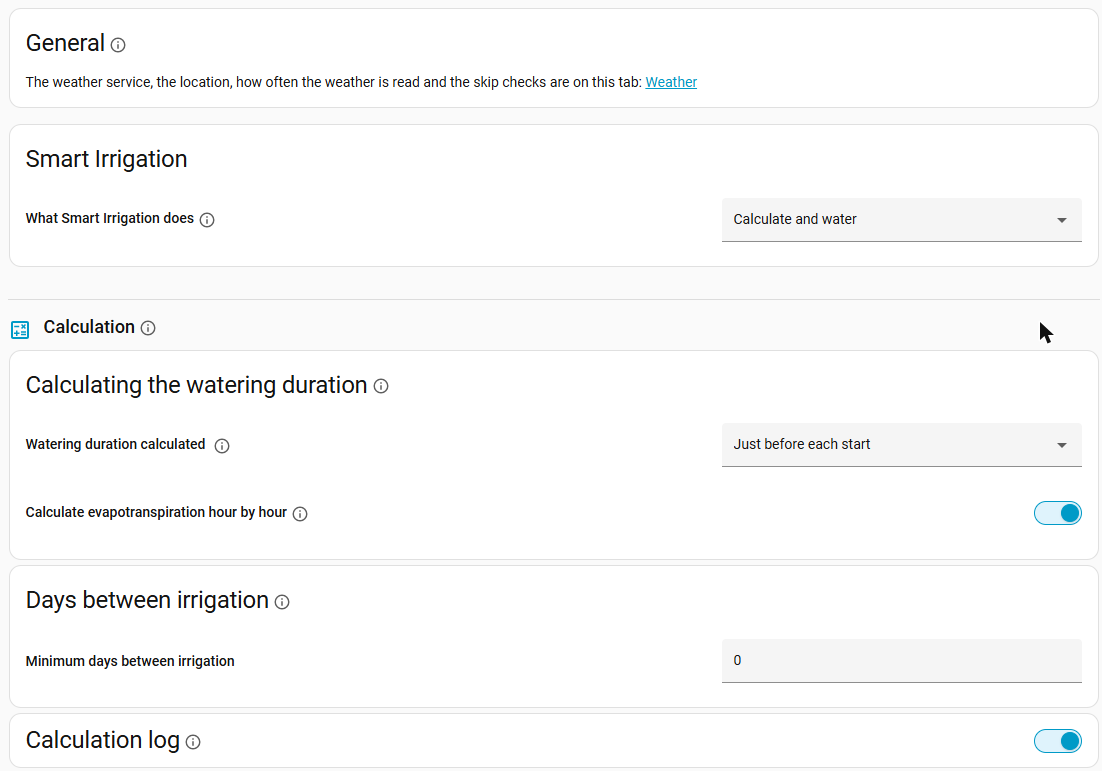 General
The weather service, the location, how often the weather is read and the skip checks are on this tab: Weather
Smart Irrigation
What Smart Irrigation does
Calculate and water
Calculation
Calculating the watering duration
Watering duration calculated
Just before each start
Calculate evapotranspiration hour by hour
Days between irrigation
Minimum days between irrigation
0
Calculation log